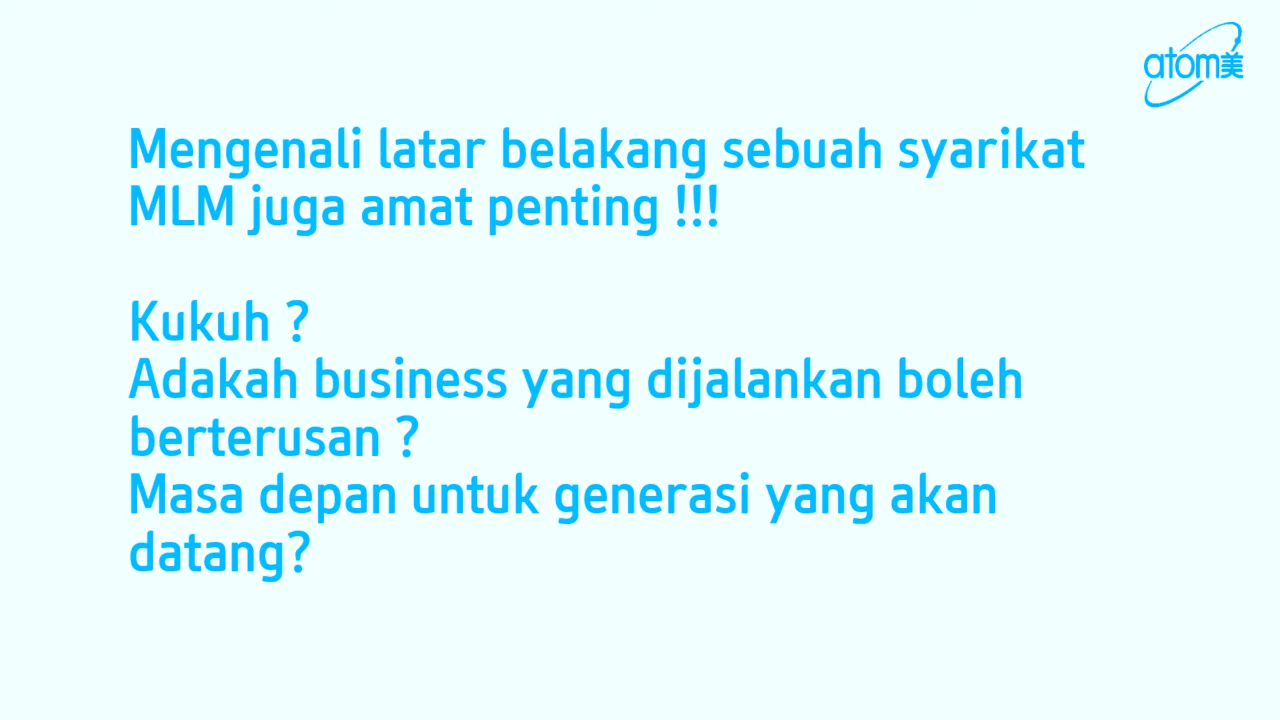 atom美
Mengenali latar belakang sebuah syarikat
MLM juga amat penting !!!
Kukuh ?
Adakah business yang dijalankan boleh
berterusan ?
Masa depan untuk generasi yang akan
datang?